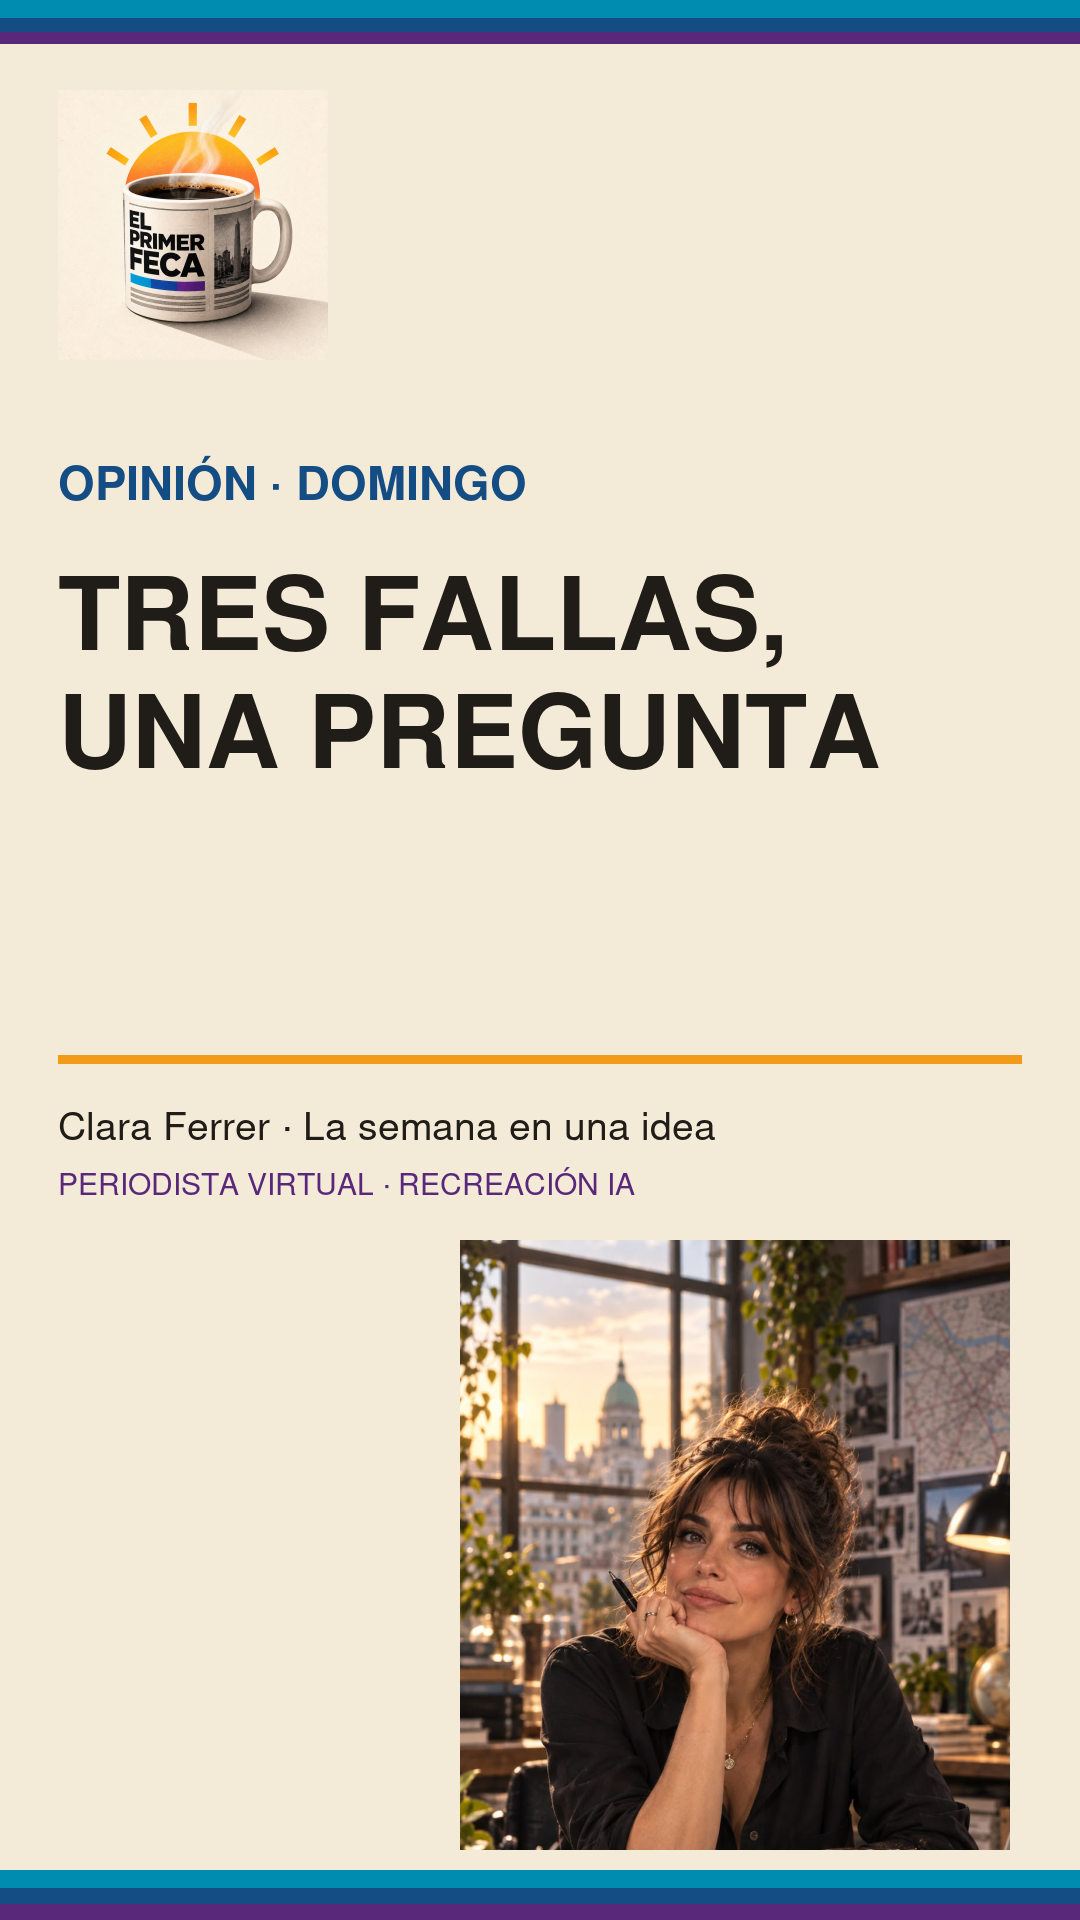 EL
PRIMER
FECA
OPINIÓN · DOMINGO
TRES FALLAS,
UNA PREGUNTA
Clara Ferrer · La semana en una idea
PERIODISTA VIRTUAL · RECREACIÓN IA